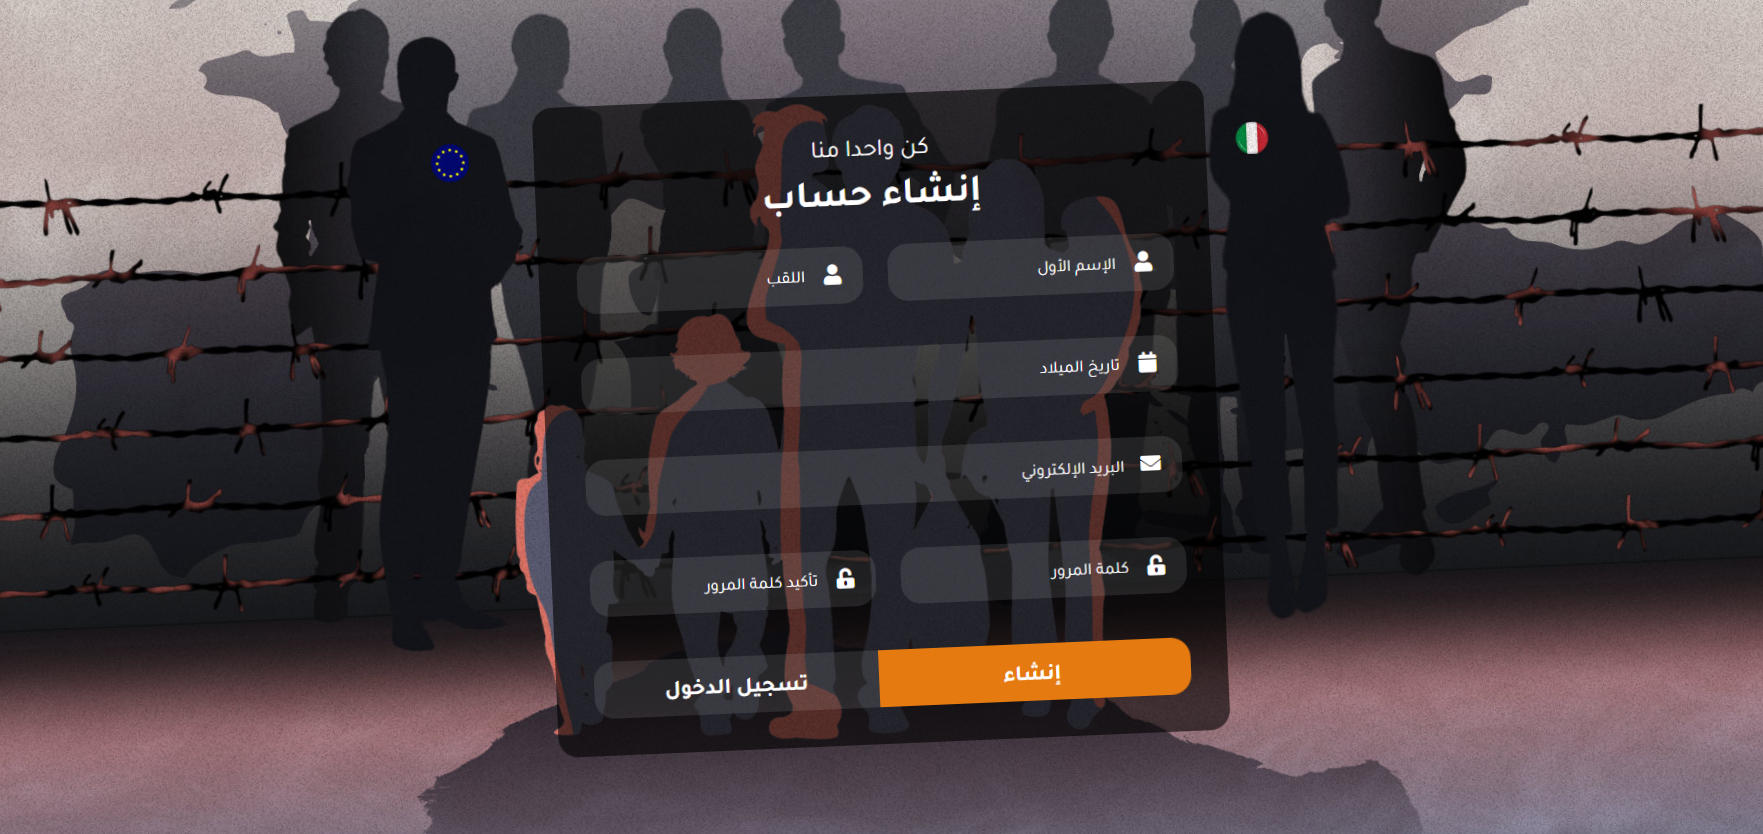 كن واحدا منا
إنشاء حساب
الإسم الأول
اللقب
تاريخ الميلاد
البريد الإلكتروني
كلمة المرور
تأكيد كلمة المرور
إنشاء
تسجيل الدخول